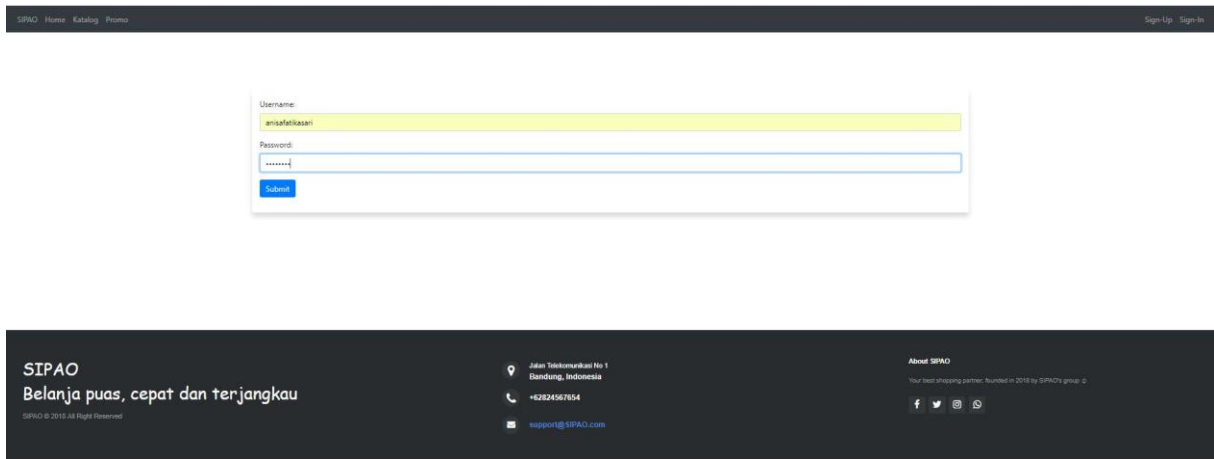 SIPAO Home Katalog Promo Sign-Up Sign-In
Username:
anisafatikasari
Password:
Submit
SIPAO
Belanja puas, cepat dan terjangkau
SIPAO © 2018 All Right Reserved
Jalan Telekomunikasi No 1
Bandung, Indonesia
+62824567654
support@SIPAO.com
About SIPAO
Your best shopping partner, founded in 2018 by SIPAO's group